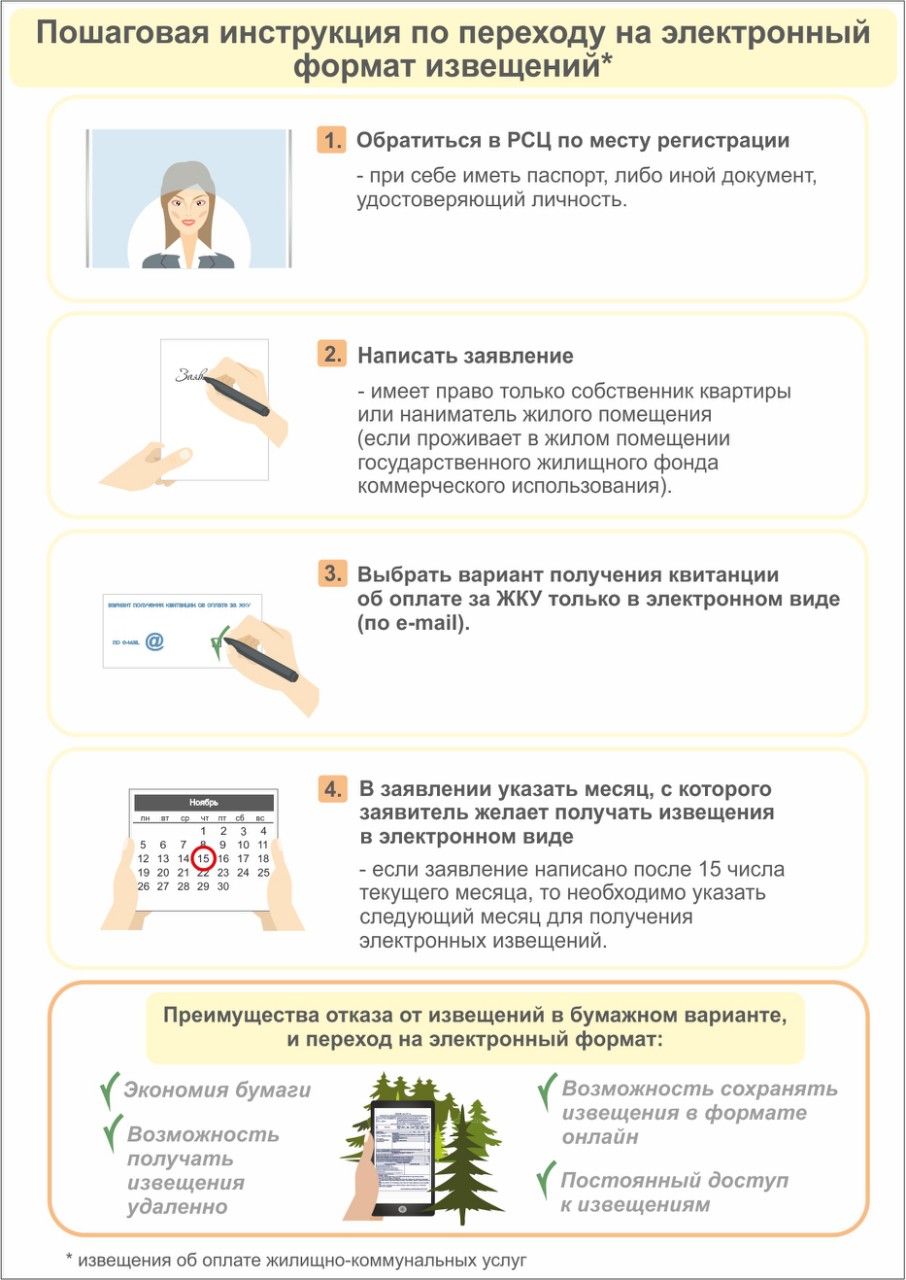 Пошаговая инструкция по переходу на электронный
формат извещений*
1. Обратиться в РСЦ по месту регистрации
- при себе иметь паспорт, либо иной документ,
удостоверяющий личность.
Заяв
2. Написать заявление
- имеет право только собственник квартиры
или наниматель жилого помещения
(если проживает в жилом помещении
государственного жилищного фонда
коммерческого использования).
ВАРИАНТ ПОЛУЧЕНИЯ КВИТАНЦИИ ОБ ОПЛАТЕ ЗА ЖКУ
ПО E-MAIL @
3. Выбрать вариант получения квитанции
об оплате за ЖКУ только в электронном виде
(по e-mail).
Ноябрь
пн вт ср чт пт сб вс
1 2 3 4
5 6 7 8 9 10 11
12 13 14 15 16 17 18
19 20 21 22 23 24 25
26 27 28 29 30
4. В заявлении указать месяц, с которого
заявитель желает получать извещения
в электронном виде
- если заявление написано после 15 числа
текущего месяца, то необходимо указать
следующий месяц для получения
электронных извещений.
Преимущества отказа от извещений в бумажном варианте,
и переход на электронный формат:
Экономия бумаги
Возможность
получать
извещения
удаленно
Возможность сохранять
извещения в формате
онлайн
Постоянный доступ
к извещениям
* извещения об оплате жилищно-коммунальных услуг